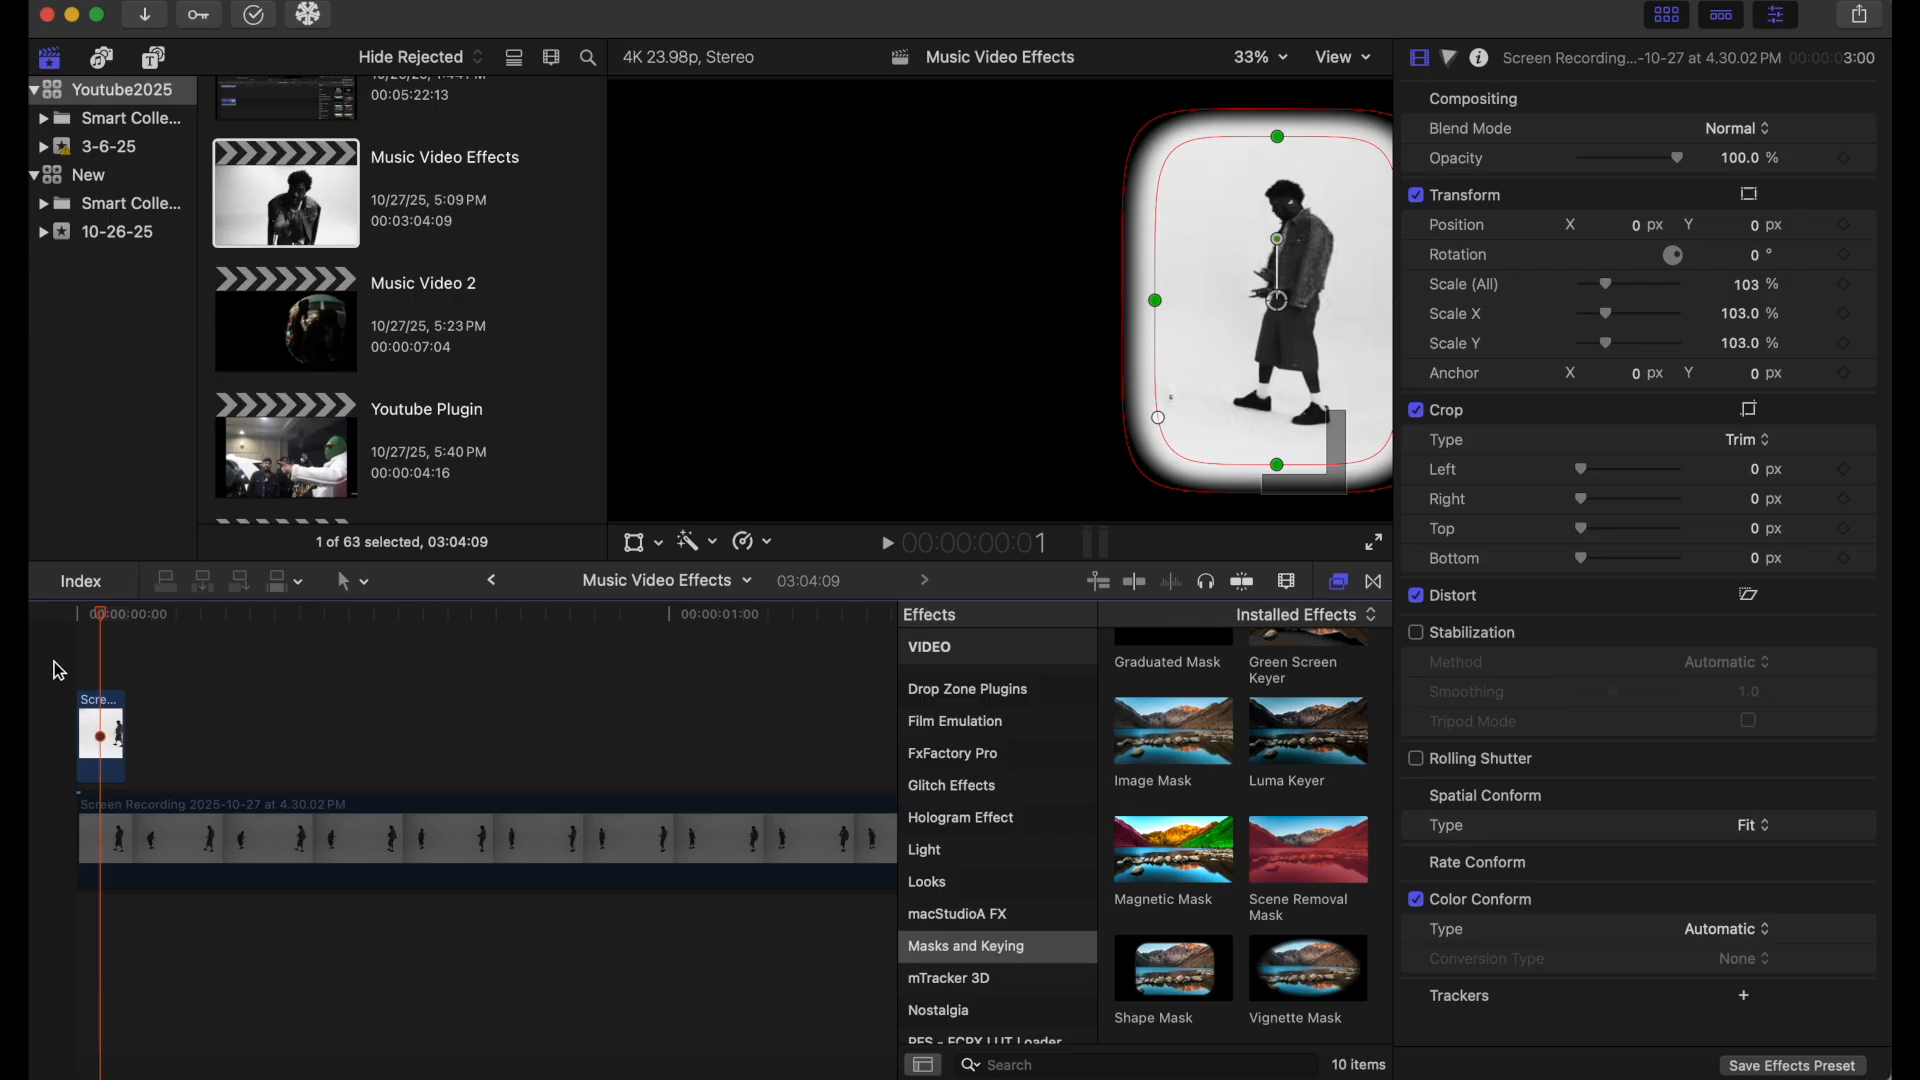 Hide Rejected
4K 23.98p, Stereo
Music Video Effects
33%
View
Screen Recording...-10-27 at 4.30.02 PM
00:00:03:00
Youtube2025
Smart Colle...
3-6-25
New
Smart Colle...
10-26-25
00:05:22:13
Music Video Effects
10/27/25, 5:09 PM
00:03:04:09
Music Video 2
10/27/25, 5:23 PM
00:00:07:04
Youtube Plugin
10/27/25, 5:40 PM
00:00:04:16
1 of 63 selected, 03:04:09
00:00:00:01
Compositing
Blend Mode Normal
Opacity 100.0 %
Transform
Position X 0 px Y 0 px
Rotation 0 °
Scale (All) 103 %
Scale X 103.0 %
Scale Y 103.0 %
Anchor X 0 px Y 0 px
Crop
Type Trim
Left 0 px
Right 0 px
Top 0 px
Bottom 0 px
Distort
Stabilization
Method Automatic
Smoothing 1.0
Tripod Mode
Rolling Shutter
Spatial Conform
Type Fit
Rate Conform
Color Conform
Type Automatic
Conversion Type None
Trackers +
Save Effects Preset
Index
Music Video Effects
03:04:09
00:00:00:00
00:00:01:00
Scre...
Screen Recording 2025-10-27 at 4.30.02 PM
Effects
Installed Effects
VIDEO
Drop Zone Plugins
Film Emulation
FxFactory Pro
Glitch Effects
Hologram Effect
Light
Looks
macStudioA FX
Masks and Keying
mTracker 3D
Nostalgia
PFS - FCPX LUT Loader
Graduated Mask
Green Screen
Keyer
Image Mask
Luma Keyer
Magnetic Mask
Scene Removal
Mask
Shape Mask
Vignette Mask
Search
10 items